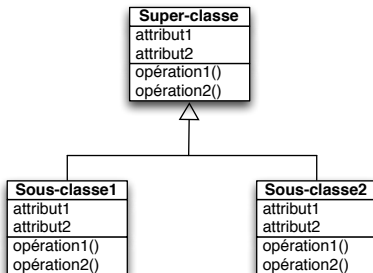 Super-classe
attribut1
attribut2
opération1()
opération2()
Sous-classe1
attribut1
attribut2
opération1()
opération2()
Sous-classe2
attribut1
attribut2
opération1()
opération2()